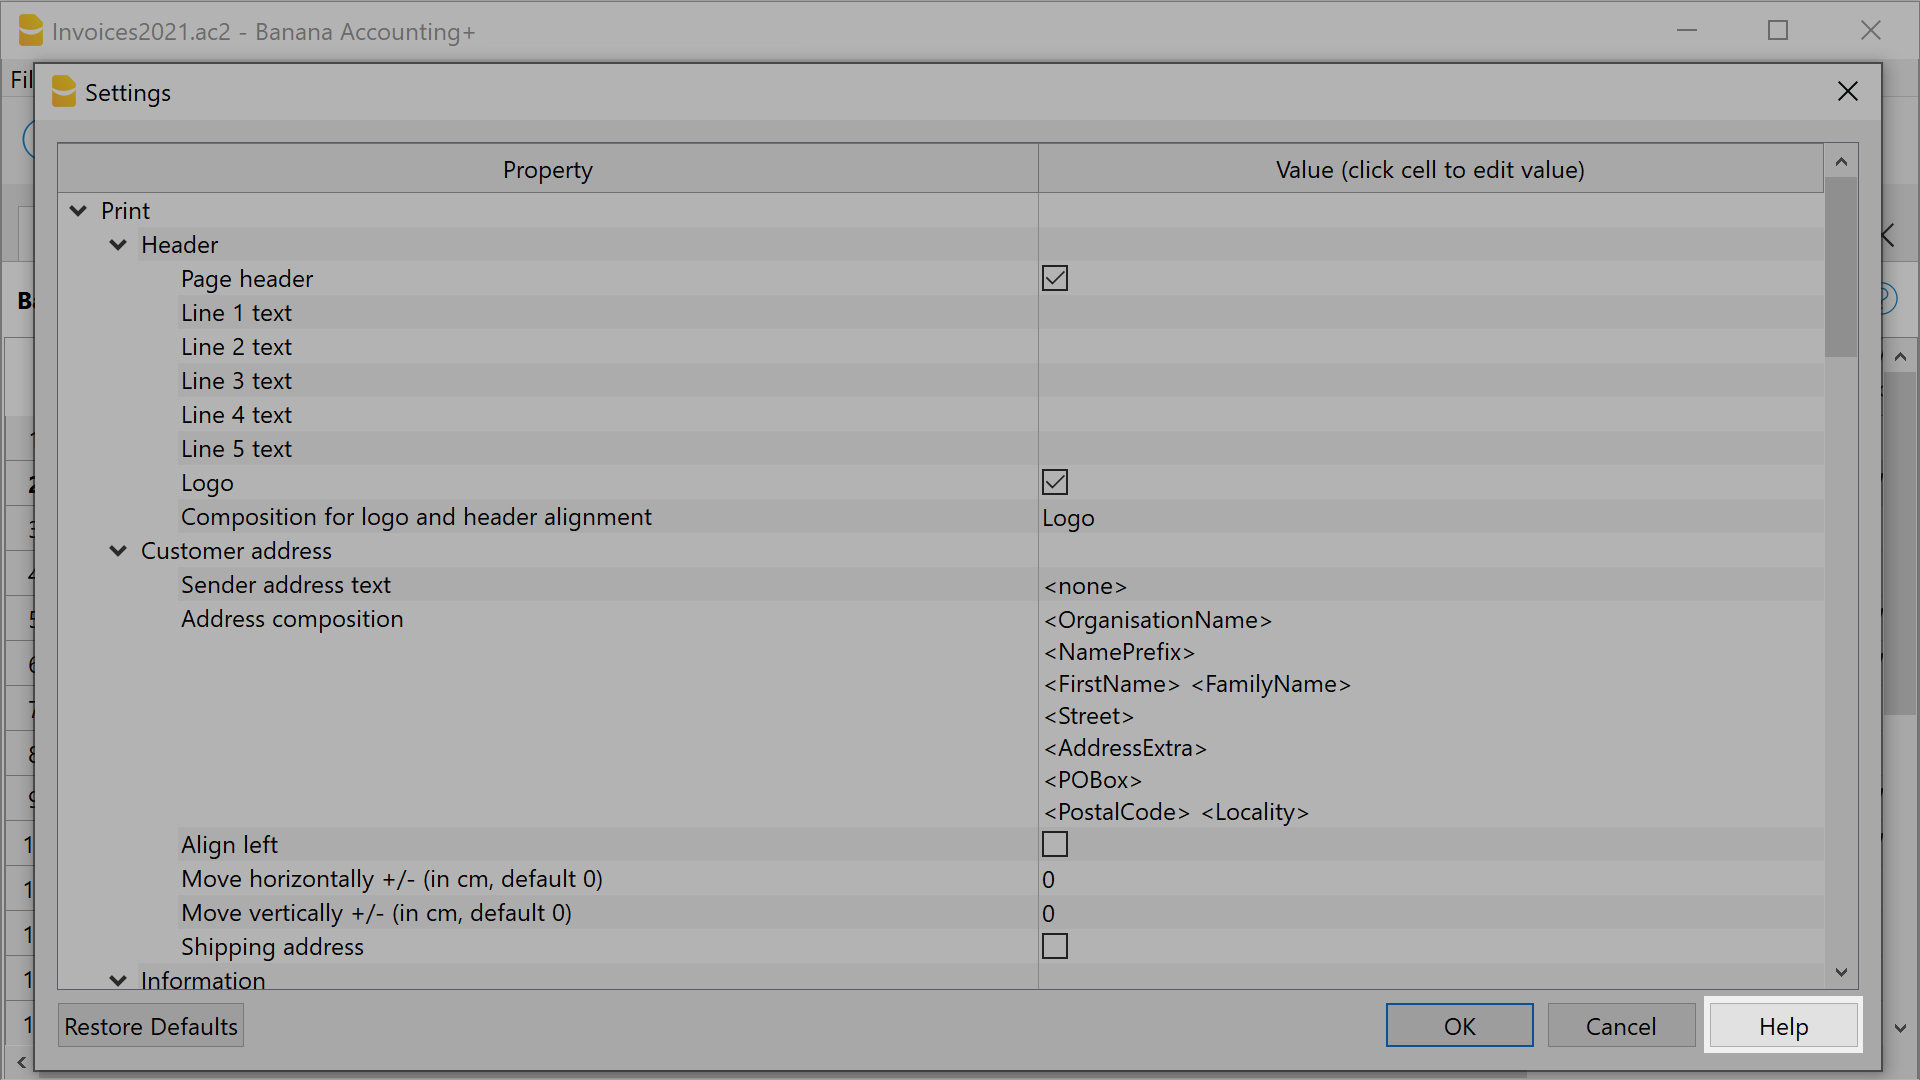 Invoices2021.ac2 - Banana Accounting+
Fil
Settings
Property Value (click cell to edit value)
Print
Header
Page header
Line 1 text
Line 2 text
Line 3 text
Line 4 text
Line 5 text
Logo
Composition for logo and header alignment Logo
Customer address
Sender address text <none>
Address composition <OrganisationName>
<NamePrefix>
<FirstName> <FamilyName>
<Street>
<AddressExtra>
<POBox>
<PostalCode> <Locality>
Align left
Move horizontally +/- (in cm, default 0) 0
Move vertically +/- (in cm, default 0) 0
Shipping address
Information
Restore Defaults OK Cancel Help